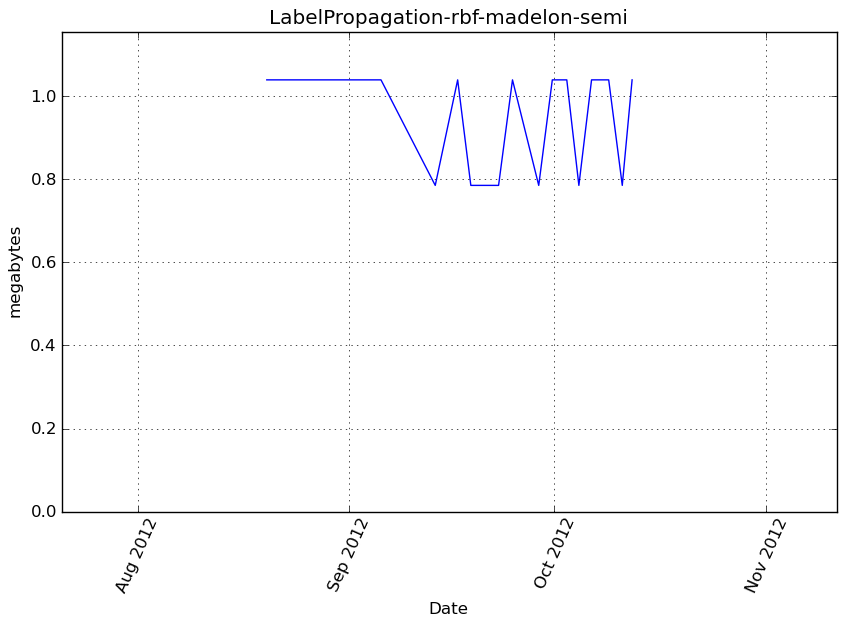 LabelPropagation-rbf-madelon-semi
1.0
0.8
0.6
0.4
0.2
0.0
megabytes
Aug 2012
Sep 2012
Oct 2012
Nov 2012
Date